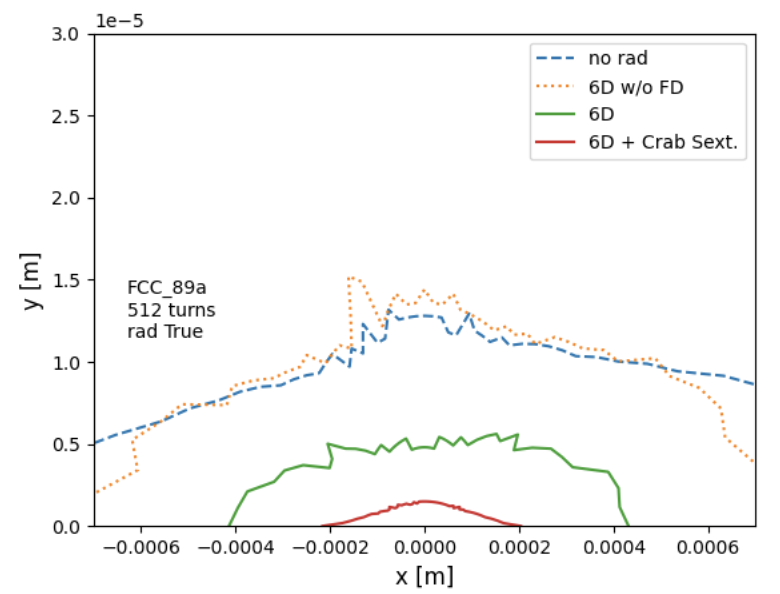 1e−5
3.0
2.5
2.0
1.5
1.0
0.5
0.0
y [m]
no rad
6D w/o FD
6D
6D + Crab Sext.
FCC_89a
512 turns
rad True
−0.0006 −0.0004 −0.0002 0.0000 0.0002 0.0004 0.0006
x [m]